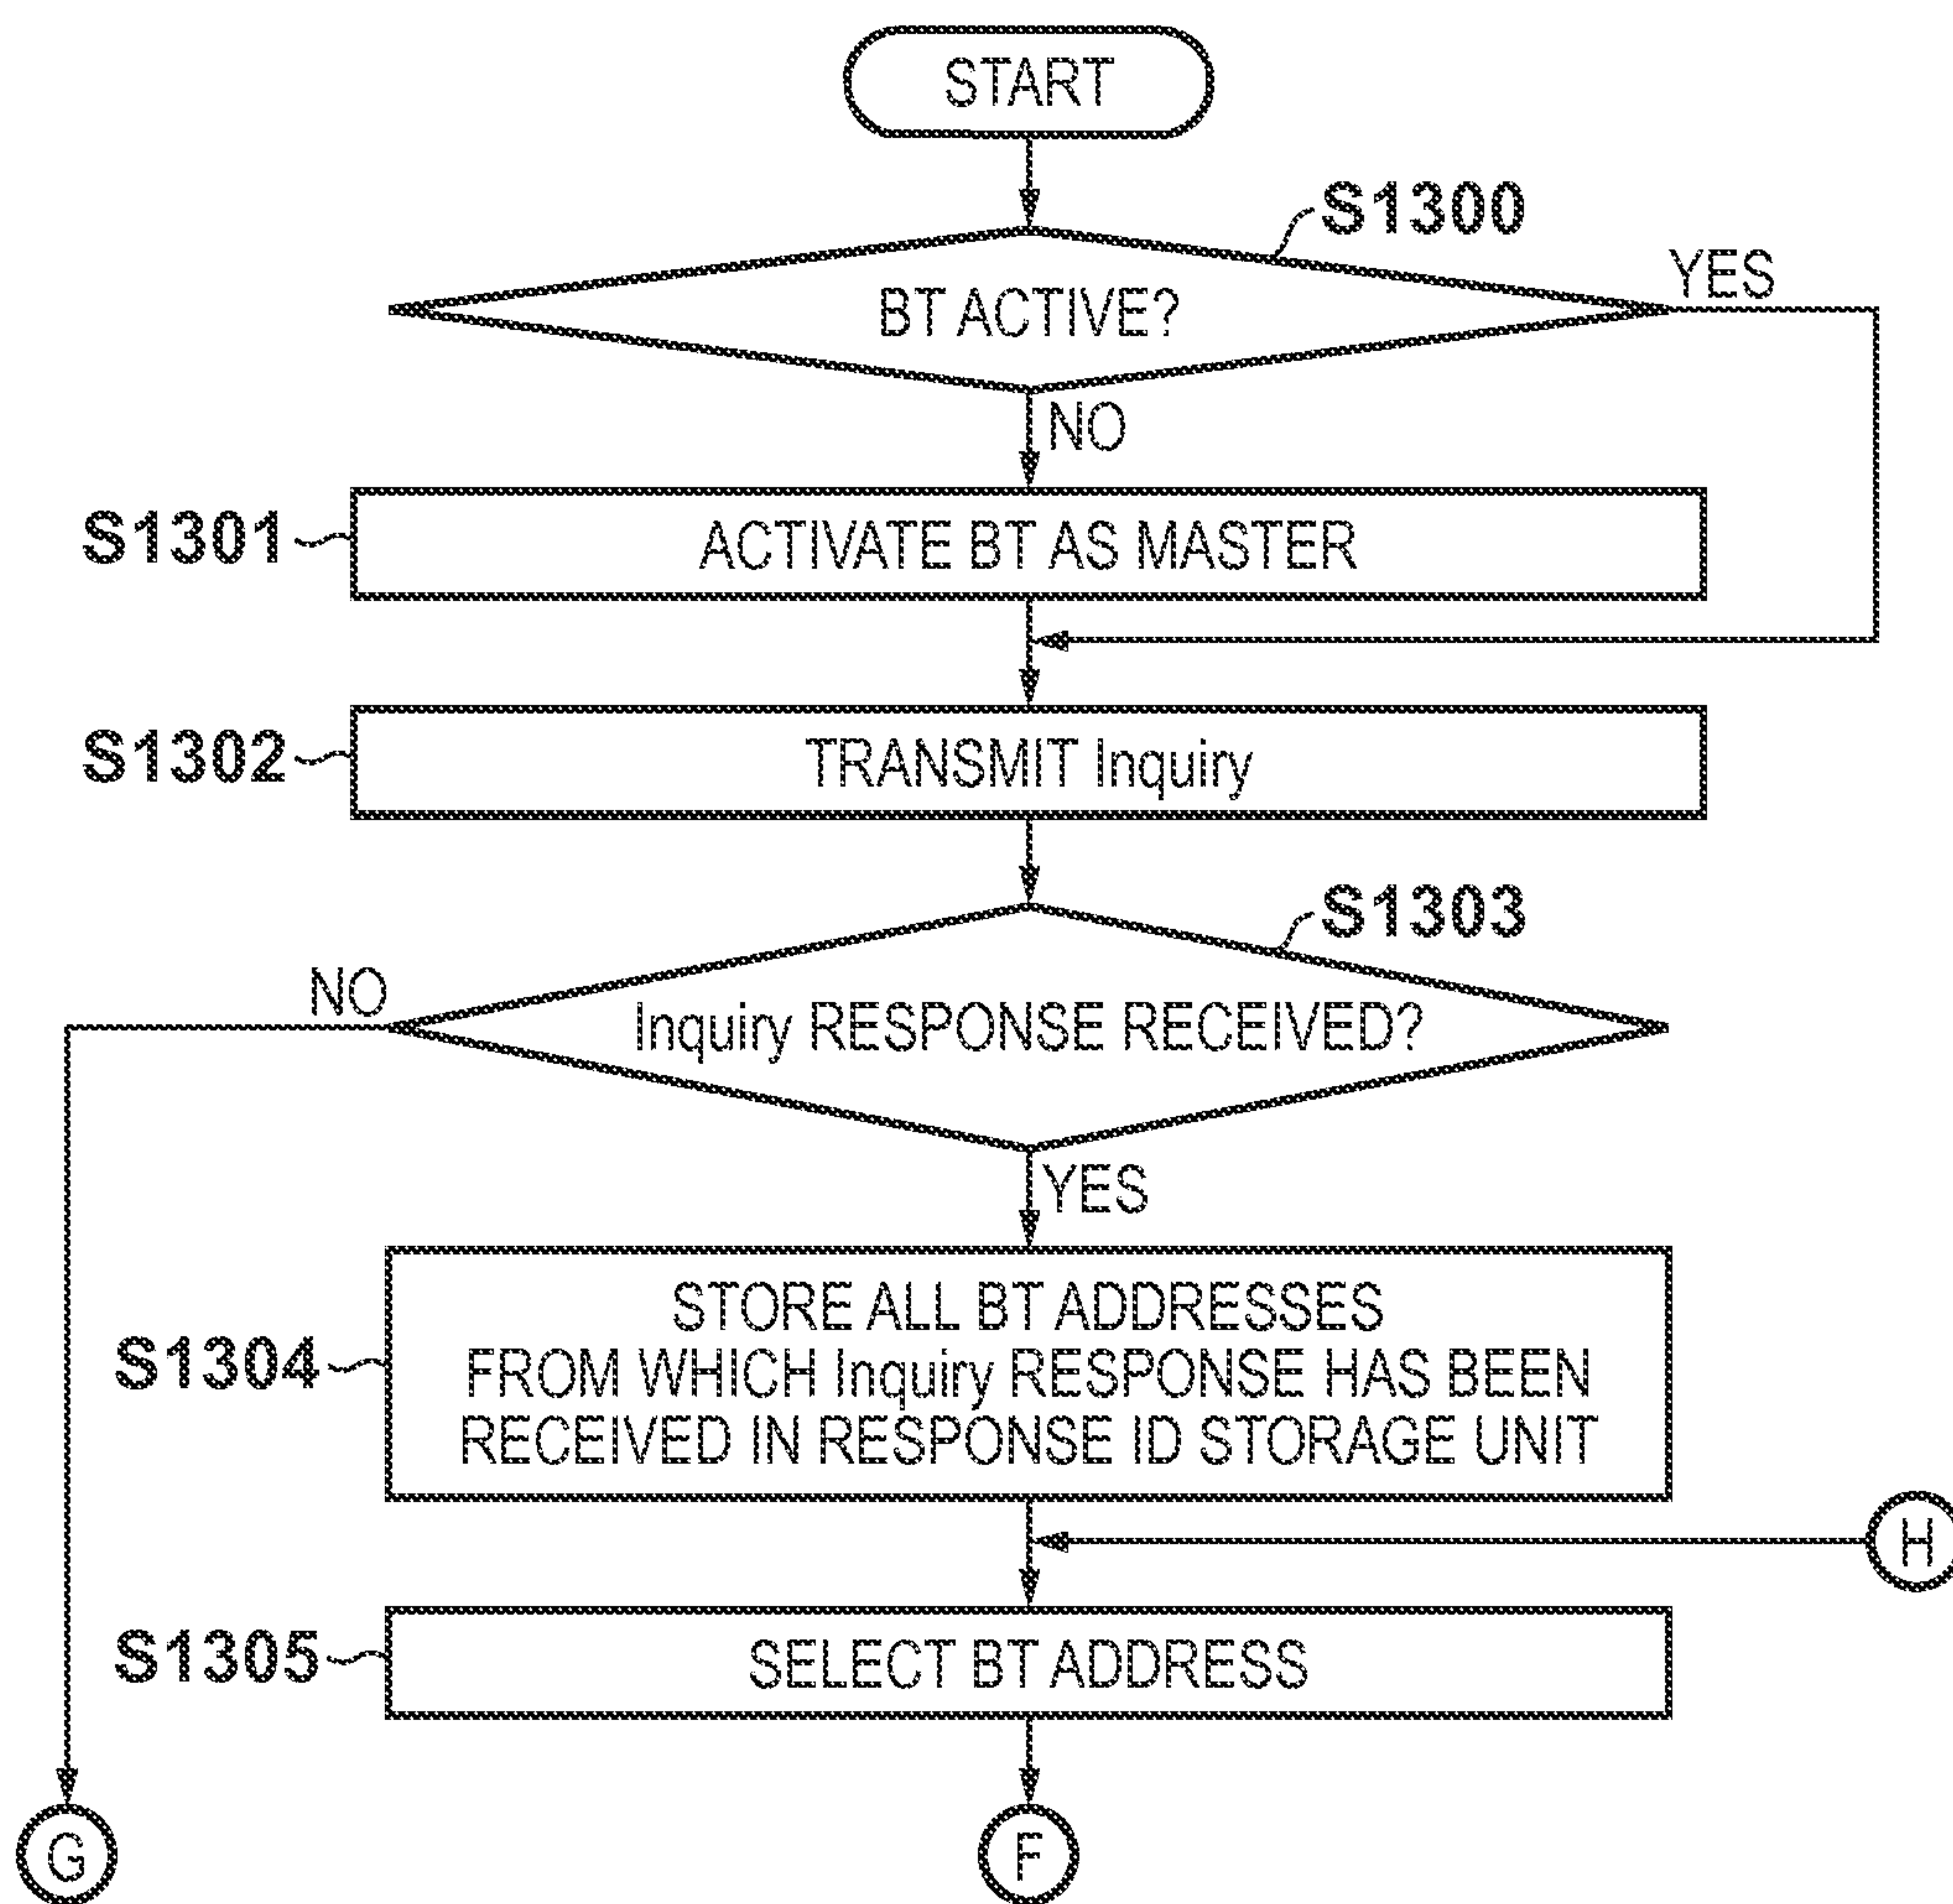 START
S1300
YES
BT ACTIVE?
NO
S1301
ACTIVATE BT AS MASTER
S1302
TRANSMIT Inquiry
S1303
NO
Inquiry RESPONSE RECEIVED?
YES
STORE ALL BT ADDRESSES
S1304
FROM WHICH Inquiry RESPONSE HAS BEEN
RECEIVED IN RESPONSE ID STORAGE UNIT
H
S1305
SELECT BT ADDRESS
G
F